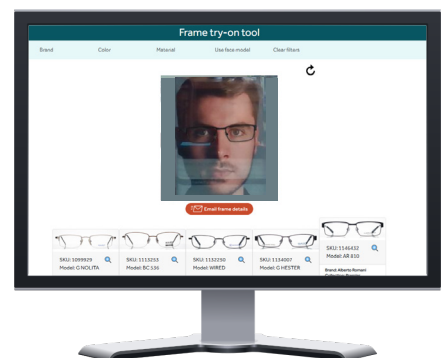 Frame try-on tool
Brand Color Material Use face model Clear filters
Email frame details
SKU: 1099929
Model: G NOLITA
SKU: 1113253
Model: BC 536
SKU: 1132250
Model: WIRED
SKU: 1134007
Model: G HESTER
SKU: 1146432
Model: AR 810
Brand: Alberto Romani